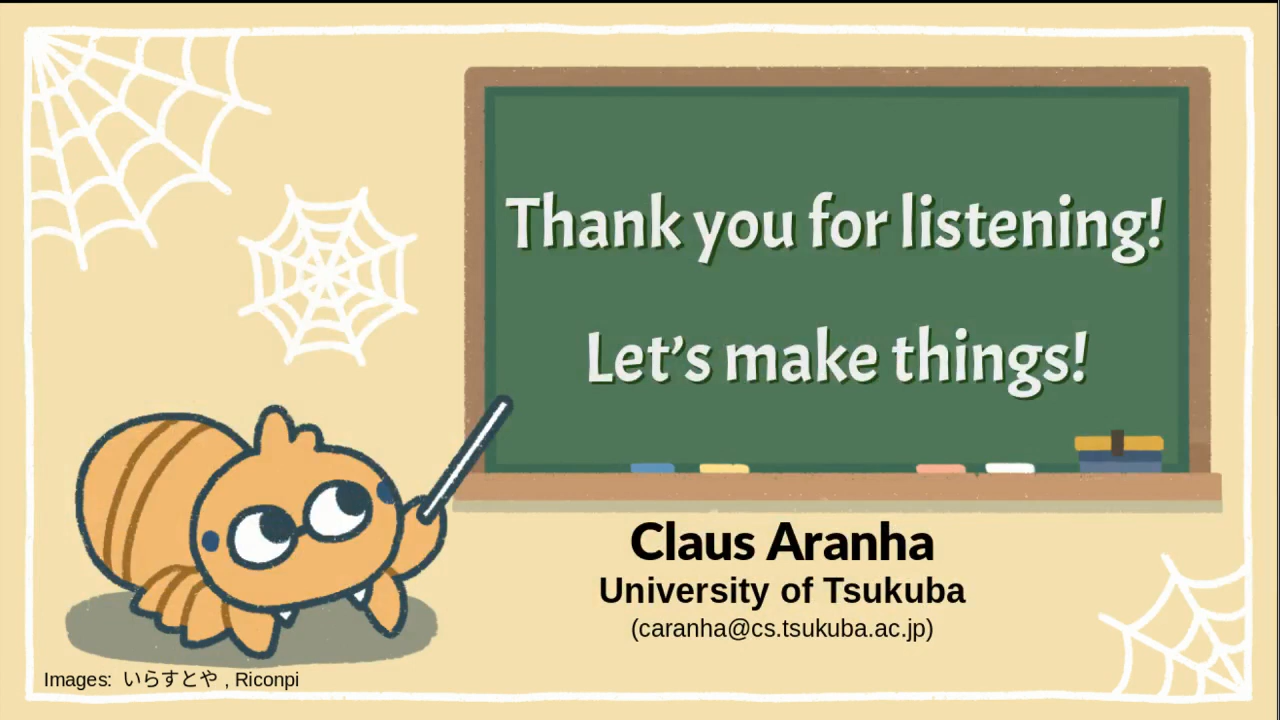 Thank you for listening!
Let’s make things!
Claus Aranha
University of Tsukuba
(caranha@cs.tsukuba.ac.jp)
Images: いらすとや , Riconpi